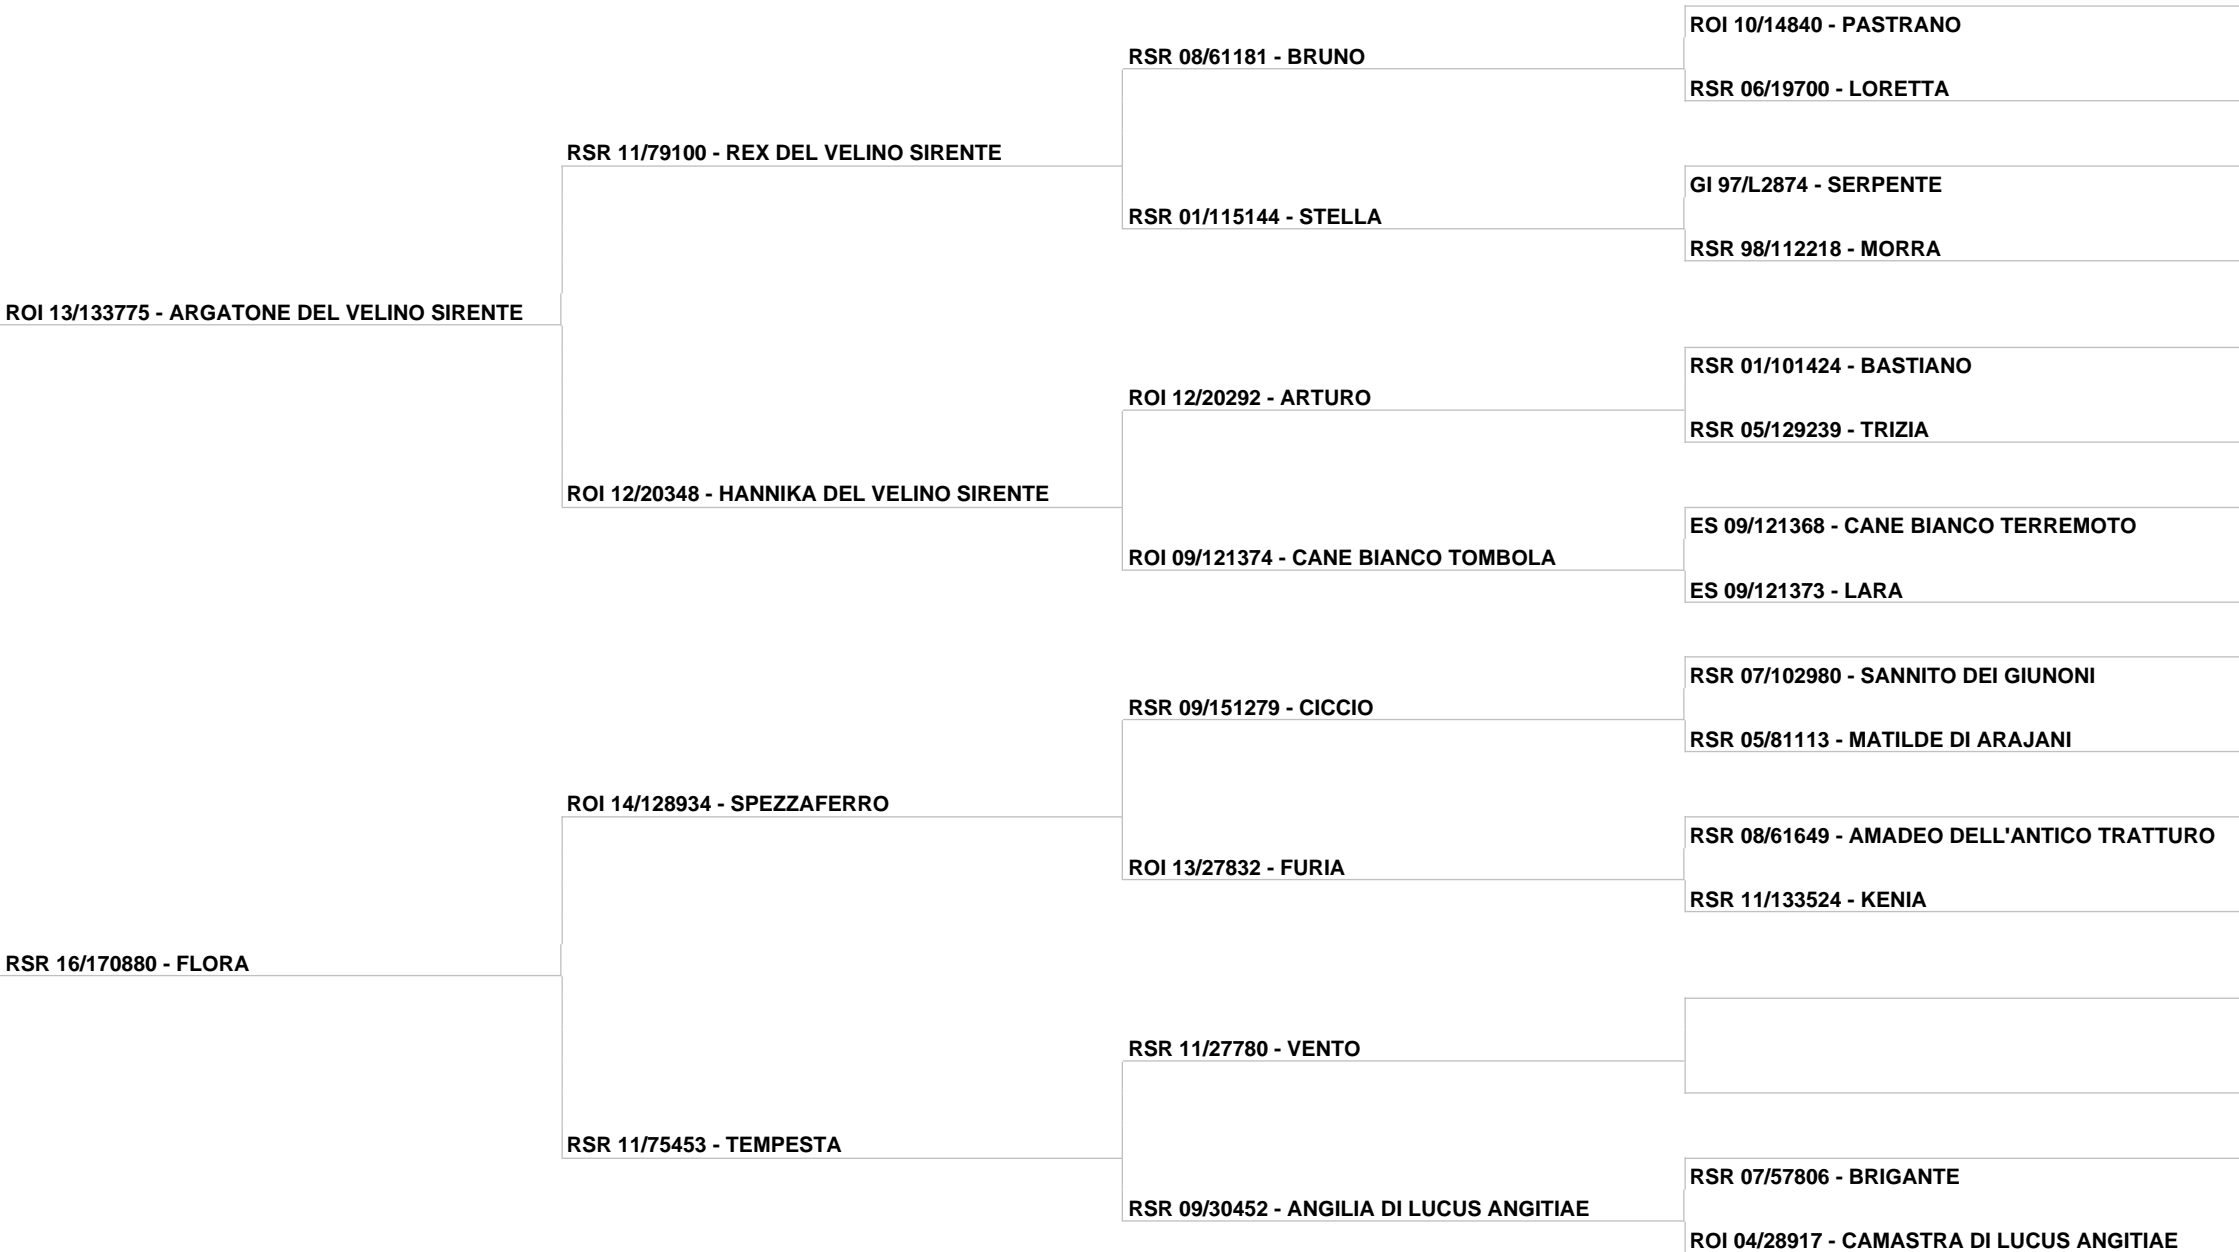 ROI 10/14840 - PASTRANO
RSR 08/61181 - BRUNO
RSR 06/19700 - LORETTA
RSR 11/79100 - REX DEL VELINO SIRENTE
GI 97/L2874 - SERPENTE
RSR 01/115144 - STELLA
RSR 98/112218 - MORRA
ROI 13/133775 - ARGATONE DEL VELINO SIRENTE
RSR 01/101424 - BASTIANO
ROI 12/20292 - ARTURO
RSR 05/129239 - TRIZIA
ROI 12/20348 - HANNIKA DEL VELINO SIRENTE
ES 09/121368 - CANE BIANCO TERREMOTO
ROI 09/121374 - CANE BIANCO TOMBOLA
ES 09/121373 - LARA
RSR 07/102980 - SANNITO DEI GIUNONI
RSR 09/151279 - CICCIO
RSR 05/81113 - MATILDE DI ARAJANI
ROI 14/128934 - SPEZZAFERRO
RSR 08/61649 - AMADEO DELL'ANTICO TRATTURO
ROI 13/27832 - FURIA
RSR 11/133524 - KENIA
RSR 16/170880 - FLORA
RSR 11/27780 - VENTO
RSR 11/75453 - TEMPESTA
RSR 07/57806 - BRIGANTE
RSR 09/30452 - ANGILIA DI LUCUS ANGITIAE
ROI 04/28917 - CAMASTRA DI LUCUS ANGITIAE